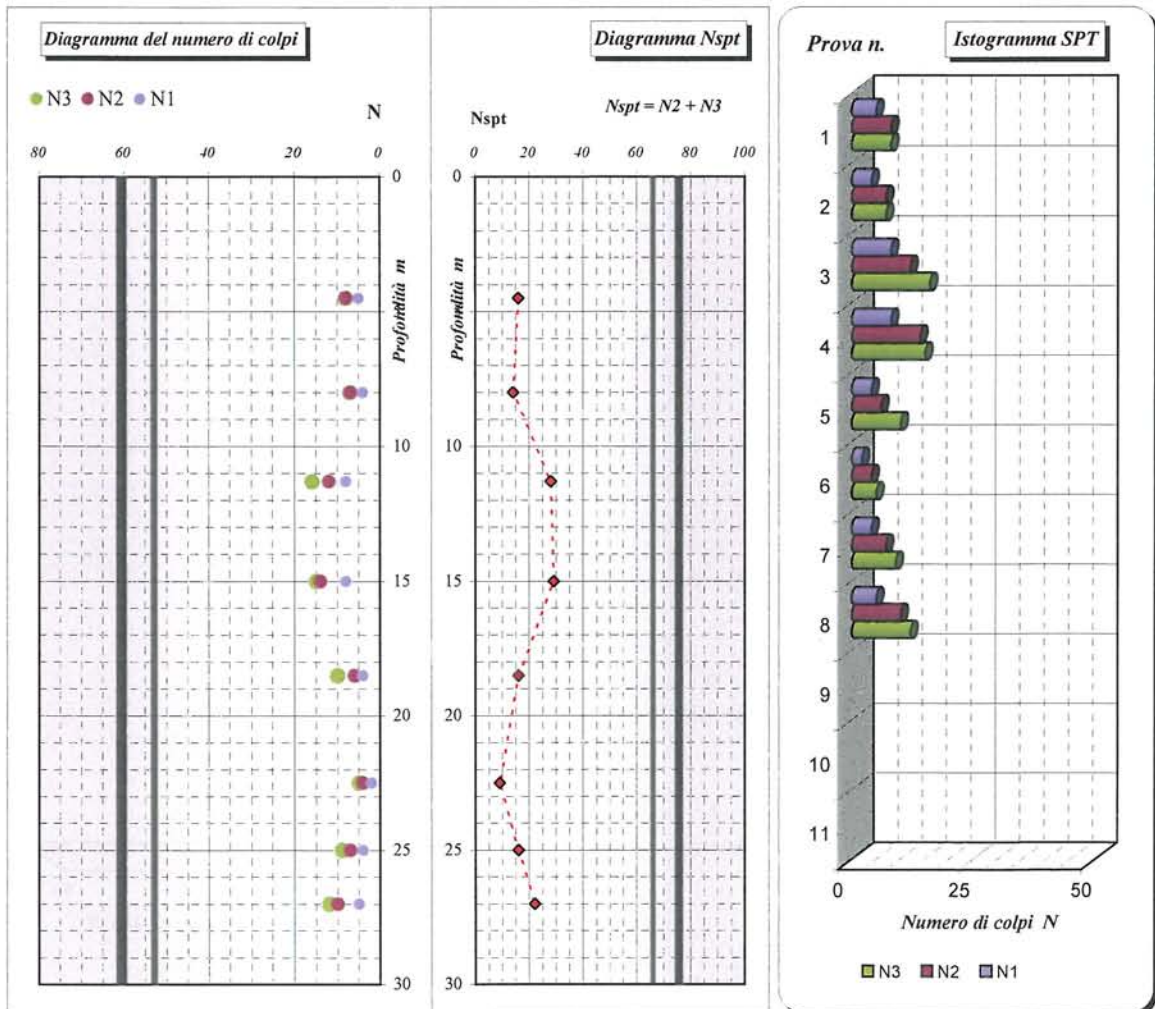 Diagramma del numero di colpi
N3 N2 N1
N
80 60 40 20 0
0
10
15
20
25
30
Profondità m
Diagramma Nspt
Nspt = N2 + N3
Nspt
0 20 40 60 80 100
0
10
15
20
25
30
Profondità m
Prova n.
Istogramma SPT
1
2
3
4
5
6
7
8
9
10
11
0 25 50
Numero di colpi N
N3 N2 N1